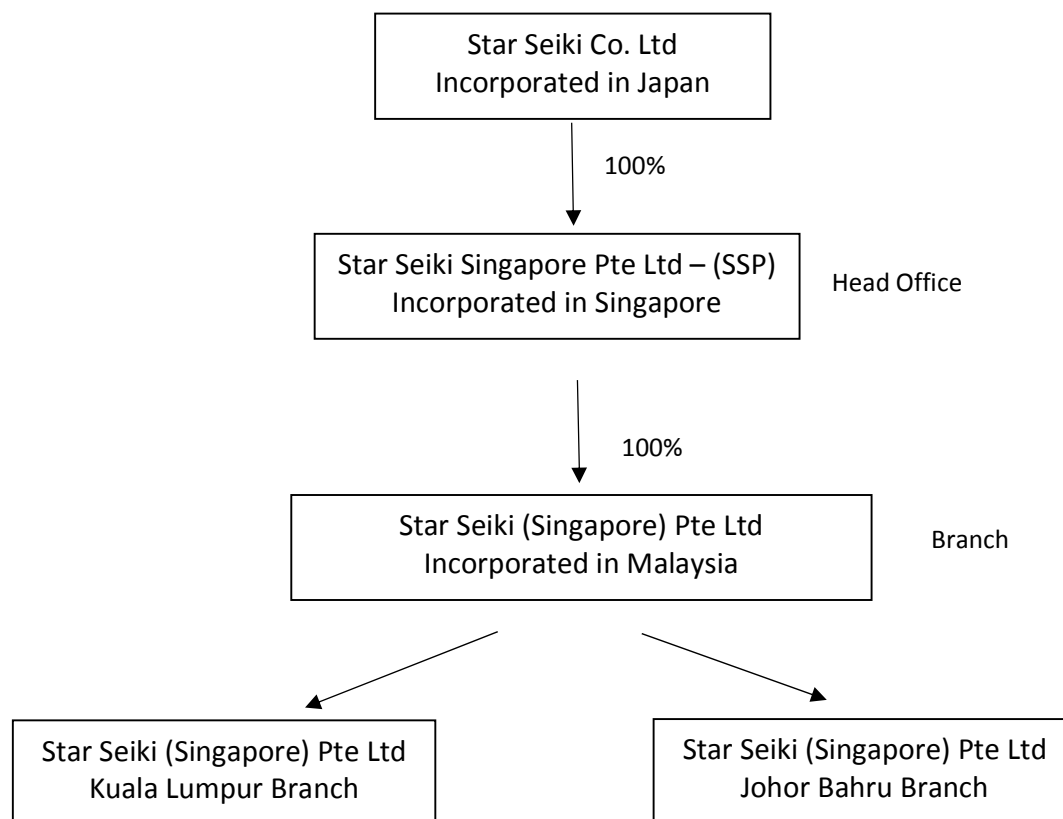 Star Seiki Co. Ltd
Incorporated in Japan
100%
Star Seiki Singapore Pte Ltd – (SSP)
Incorporated in Singapore
Head Office
100%
Star Seiki (Singapore) Pte Ltd
Incorporated in Malaysia
Branch
Star Seiki (Singapore) Pte Ltd
Kuala Lumpur Branch
Star Seiki (Singapore) Pte Ltd
Johor Bahru Branch